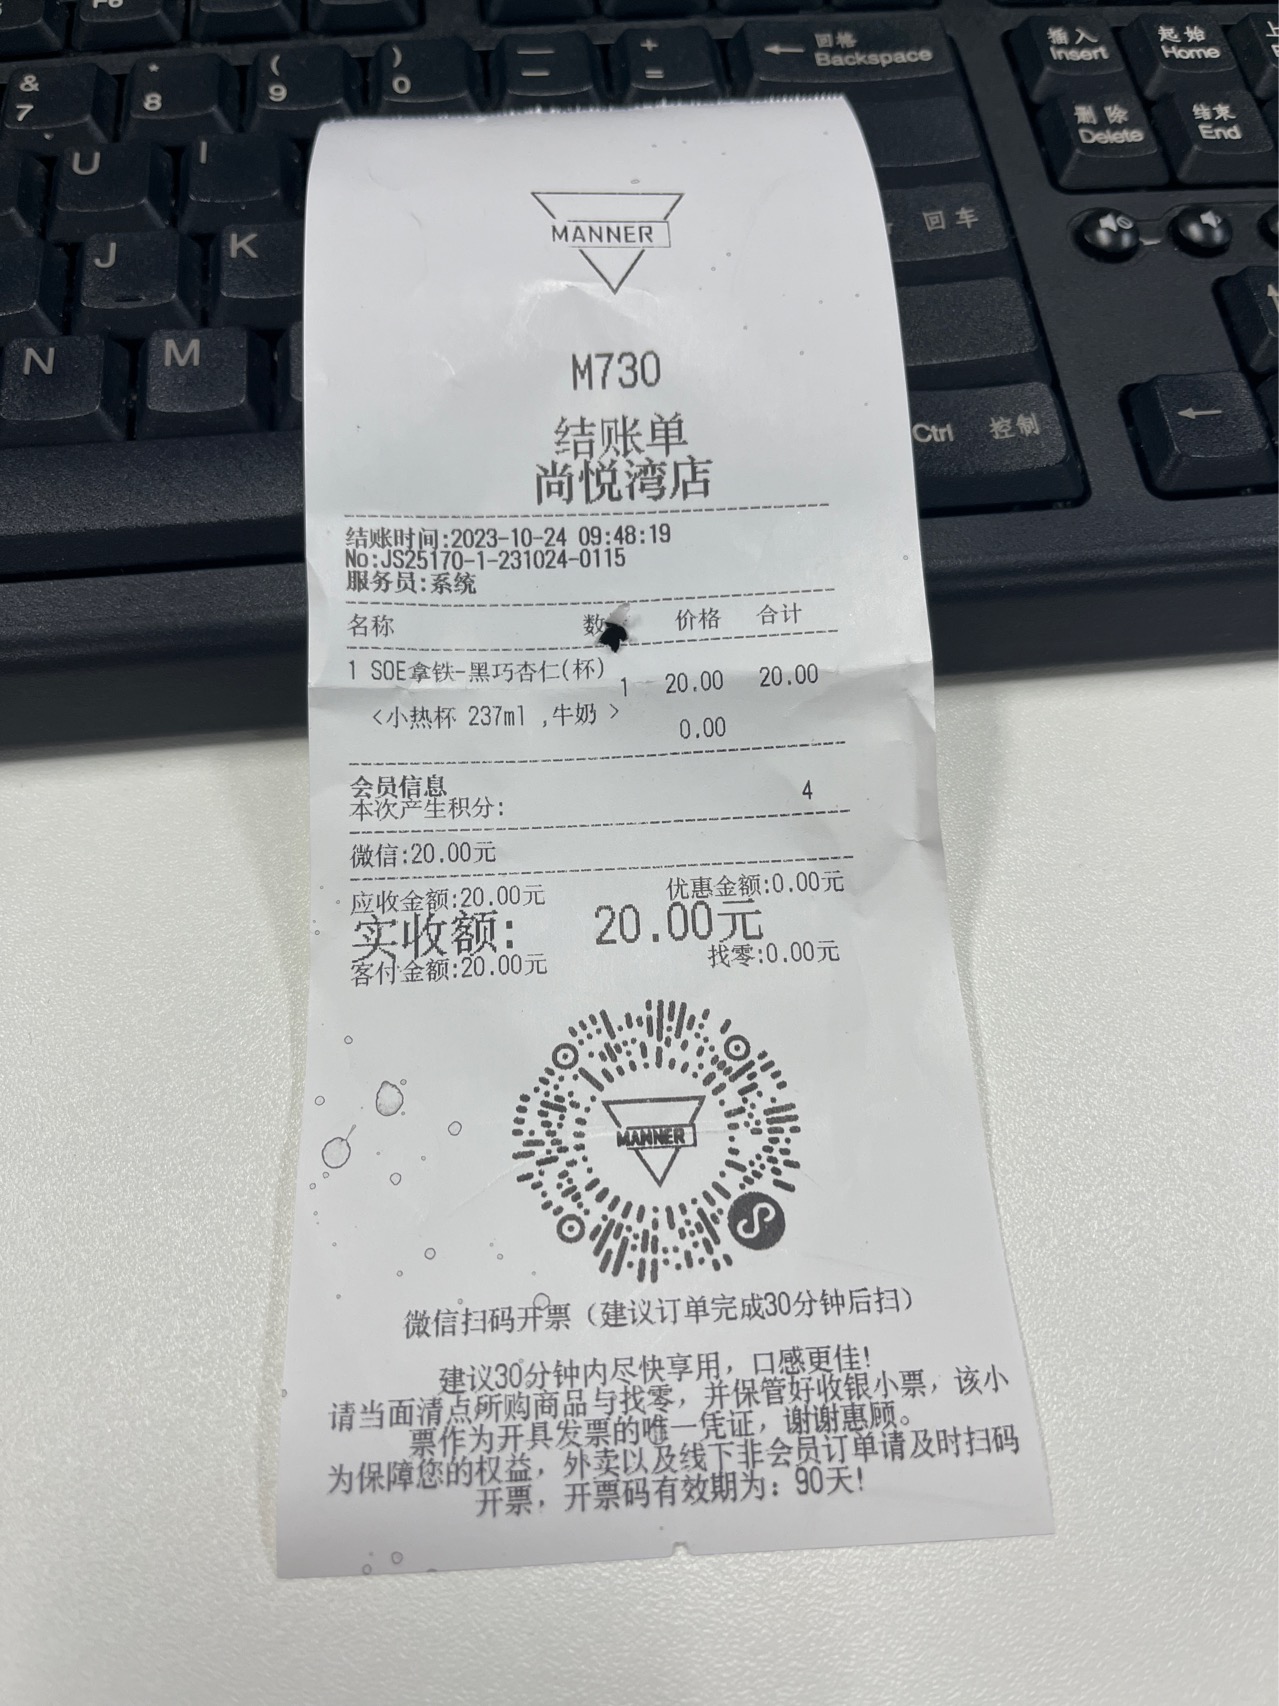 F8
& 7
* 8
( 9
) 0
+ =
← 回格 Backspace
插入 Insert
起始 Home
删除 Delete
结束 End
U
I
J
K
回车
N
M
Ctrl 控制
←
MANNER
M730
结账单
尚悦湾店
结账时间:2023-10-24 09:48:19
No:JS25170-1-231024-0115
服务员:系统
名称 数 价格 合计
1 SOE拿铁-黑巧杏仁(杯) 1 20.00 20.00
<小热杯 237ml ,牛奶 > 0.00
会员信息
本次产生积分: 4
微信:20.00元
应收金额:20.00元 优惠金额:0.00元
实收额: 20.00元
客付金额:20.00元 找零:0.00元
MANNER
微信扫码开票（建议订单完成30分钟后扫）
建议30分钟内尽快享用，口感更佳!
请当面清点所购商品与找零，并保管好收银小票，该小
票作为开具发票的唯一凭证，谢谢惠顾。
为保障您的权益，外卖以及线下非会员订单请及时扫码
开票，开票码有效期为：90天!